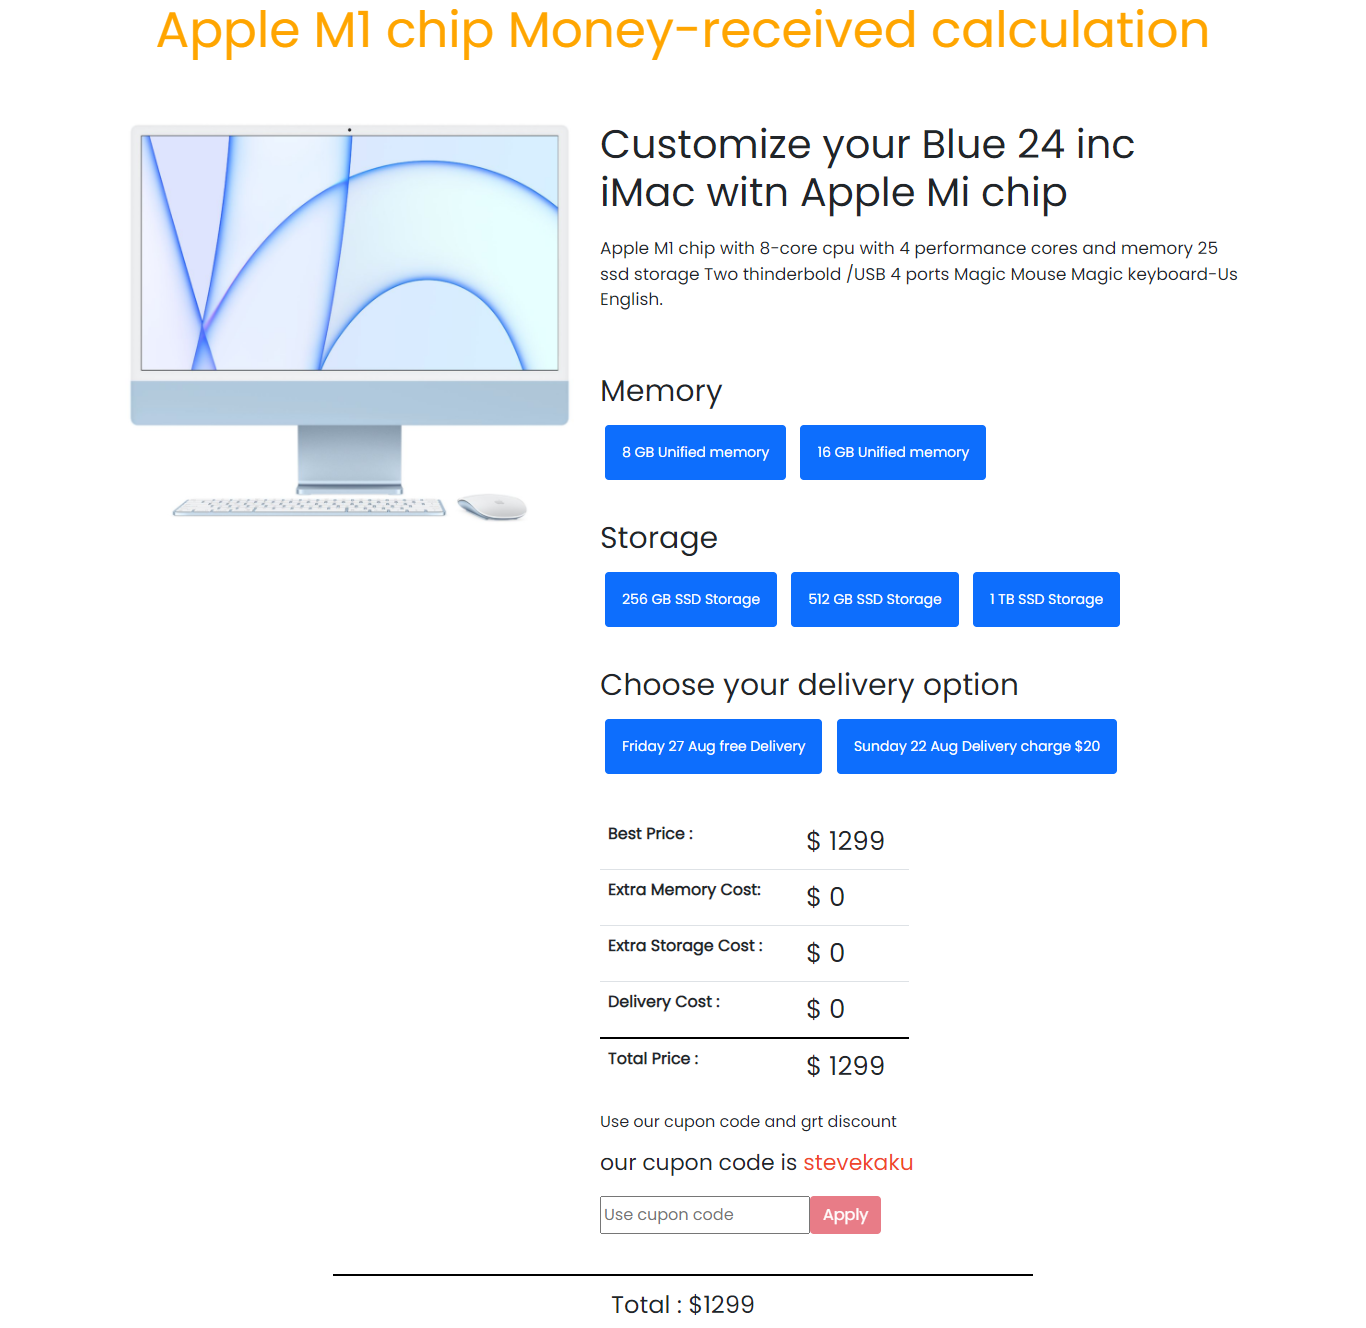 Apple M1 chip Money-received calculation
Customize your Blue 24 inc
iMac witn Apple Mi chip
Apple M1 chip with 8-core cpu with 4 performance cores and memory 25
ssd storage Two thinderbold /USB 4 ports Magic Mouse Magic keyboard-Us
English.
Memory
8 GB Unified memory 16 GB Unified memory
Storage
256 GB SSD Storage 512 GB SSD Storage 1 TB SSD Storage
Choose your delivery option
Friday 27 Aug free Delivery Sunday 22 Aug Delivery charge $20
Best Price : $ 1299
Extra Memory Cost: $ 0
Extra Storage Cost : $ 0
Delivery Cost : $ 0
Total Price : $ 1299
Use our cupon code and grt discount
our cupon code is stevekaku
Use cupon code Apply
Total : $1299